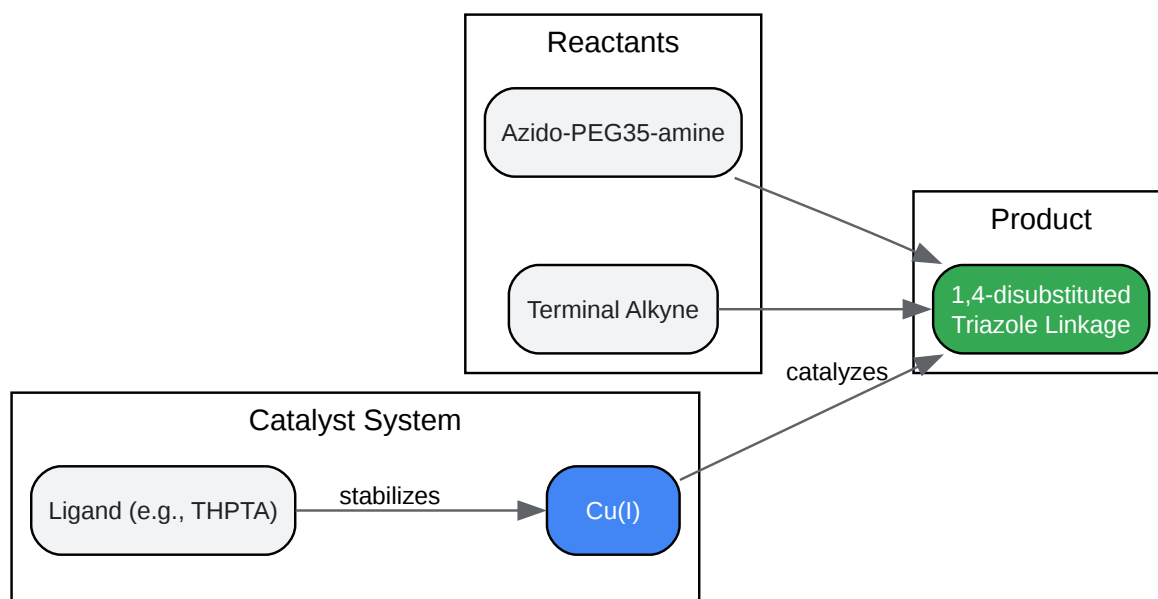 Reactants
Azido-PEG35-amine
Terminal Alkyne
Product
1,4-disubstituted
Triazole Linkage
catalyzes
Catalyst System
Ligand (e.g., THPTA)
stabilizes
Cu(I)